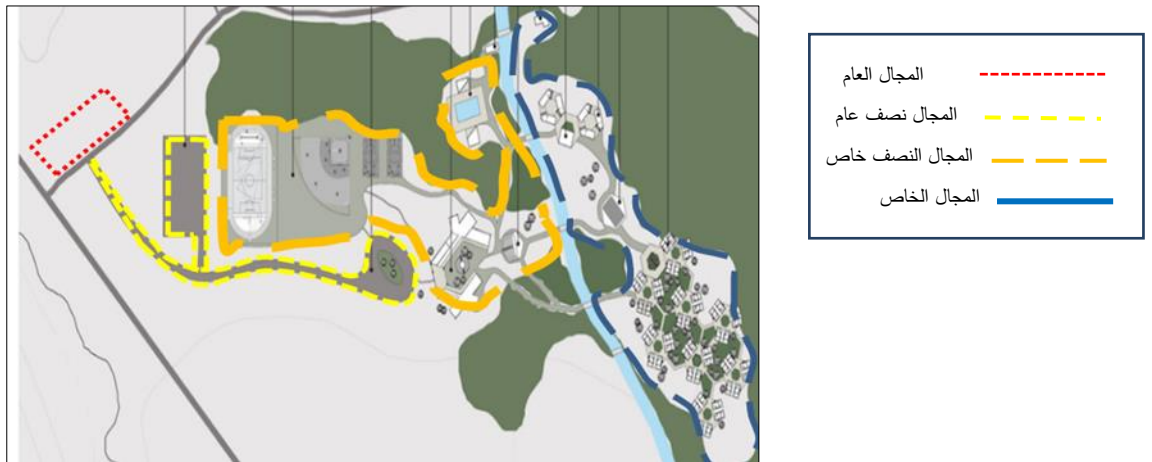 المجال العام
المجال نصف عام
المجال النصف خاص
المجال الخاص